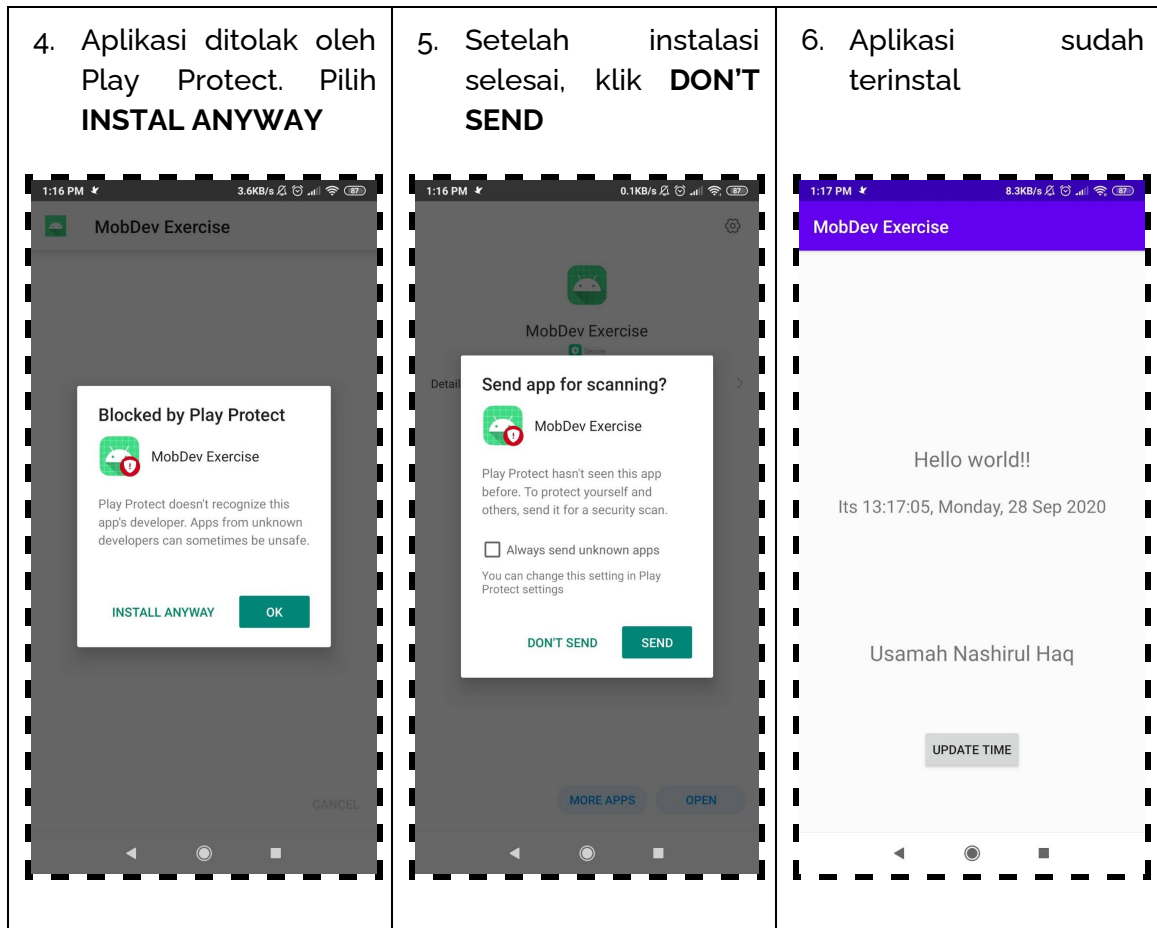 4. Aplikasi ditolak oleh
Play Protect. Pilih
INSTAL ANYWAY
1:16 PM
3.6KB/s
87
MobDev Exercise
Blocked by Play Protect
MobDev Exercise
Play Protect doesn't recognize this
app's developer. Apps from unknown
developers can sometimes be unsafe.
INSTALL ANYWAY
OK
CANCEL
5. Setelah instalasi
selesai, klik DON'T
SEND
1:16 PM
0.1KB/s
87
MobDev Exercise
Secure
Detail
Send app for scanning?
MobDev Exercise
Play Protect hasn't seen this app
before. To protect yourself and
others, send it for a security scan.
Always send unknown apps
You can change this setting in Play
Protect settings
DON'T SEND
SEND
MORE APPS
OPEN
6. Aplikasi sudah
terinstal
1:17 PM
8.3KB/s
87
MobDev Exercise
Hello world!!
Its 13:17:05, Monday, 28 Sep 2020
Usamah Nashirul Haq
UPDATE TIME